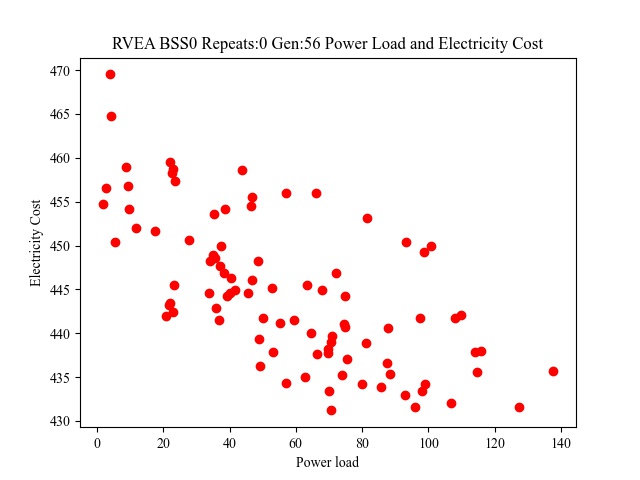 RVEA BSS0 Repeats:0 Gen:56 Power Load and Electricity Cost
470
465
460
455
450
445
440
435
430
Electricity Cost
0 20 40 60 80 100 120 140
Power load